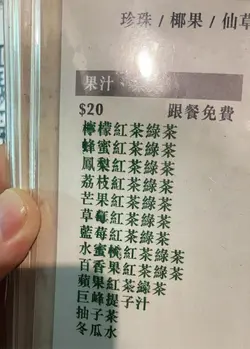 珍珠 / 椰果 / 仙草
果汁、
$20 跟餐免費
檸檬紅茶綠茶
蜂蜜紅茶綠茶
鳳梨紅茶綠茶
荔枝紅茶綠茶
芒果紅茶綠茶
草莓紅茶綠茶
藍莓紅茶綠茶
水蜜桃紅茶綠茶
百香果紅茶綠茶
蘋果紅茶綠茶
巨峰提子汁
柚子茶
冬瓜水